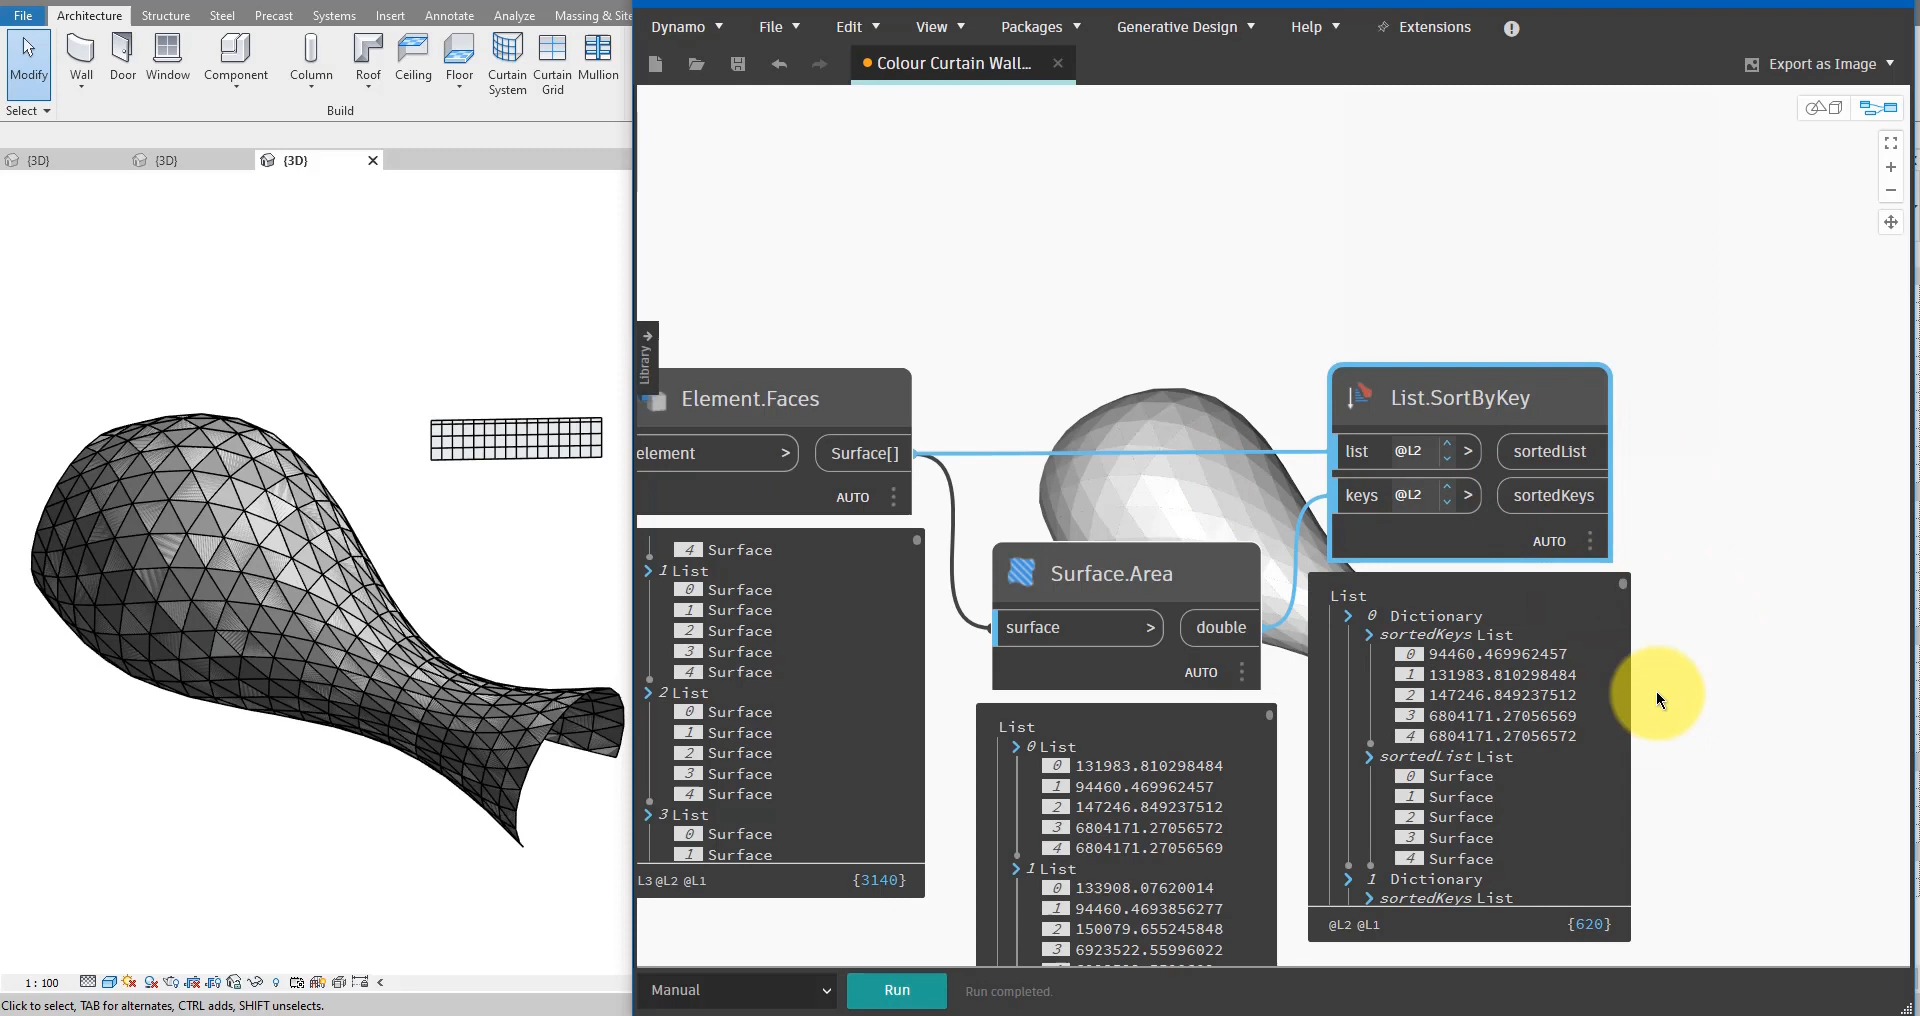 File Architecture Structure Steel Precast Systems Insert Annotate Analyze Massing & Site
Modify Wall Door Window Component Column Roof Ceiling Floor Curtain System Curtain Grid Mullion
Select Build
{3D} {3D} {3D}
Dynamo File Edit View Packages Generative Design Help Extensions
Colour Curtain Wall...
Export as Image
Library
Element.Faces
element > Surface[]
AUTO
4 Surface
1 List
0 Surface
1 Surface
2 Surface
3 Surface
4 Surface
2 List
0 Surface
1 Surface
2 Surface
3 Surface
4 Surface
3 List
0 Surface
1 Surface
L3 @L2 @L1 {3140}
Surface.Area
surface > double
AUTO
List
0 List
0 131983.810298484
1 94460.469962457
2 147246.849237512
3 6804171.27056572
4 6804171.27056569
1 List
0 133908.07620014
1 94460.4693856277
2 150079.655245848
3 6923522.55996022
List.SortByKey
list @L2 > sortedList
keys @L2 > sortedKeys
AUTO
List
0 Dictionary
sortedKeys List
0 94460.469962457
1 131983.810298484
2 147246.849237512
3 6804171.27056569
4 6804171.27056572
sortedList List
0 Surface
1 Surface
2 Surface
3 Surface
4 Surface
1 Dictionary
sortedKeys List
@L2 @L1 {620}
1 : 100
Click to select, TAB for alternates, CTRL adds, SHIFT unselects.
Manual Run Run completed.